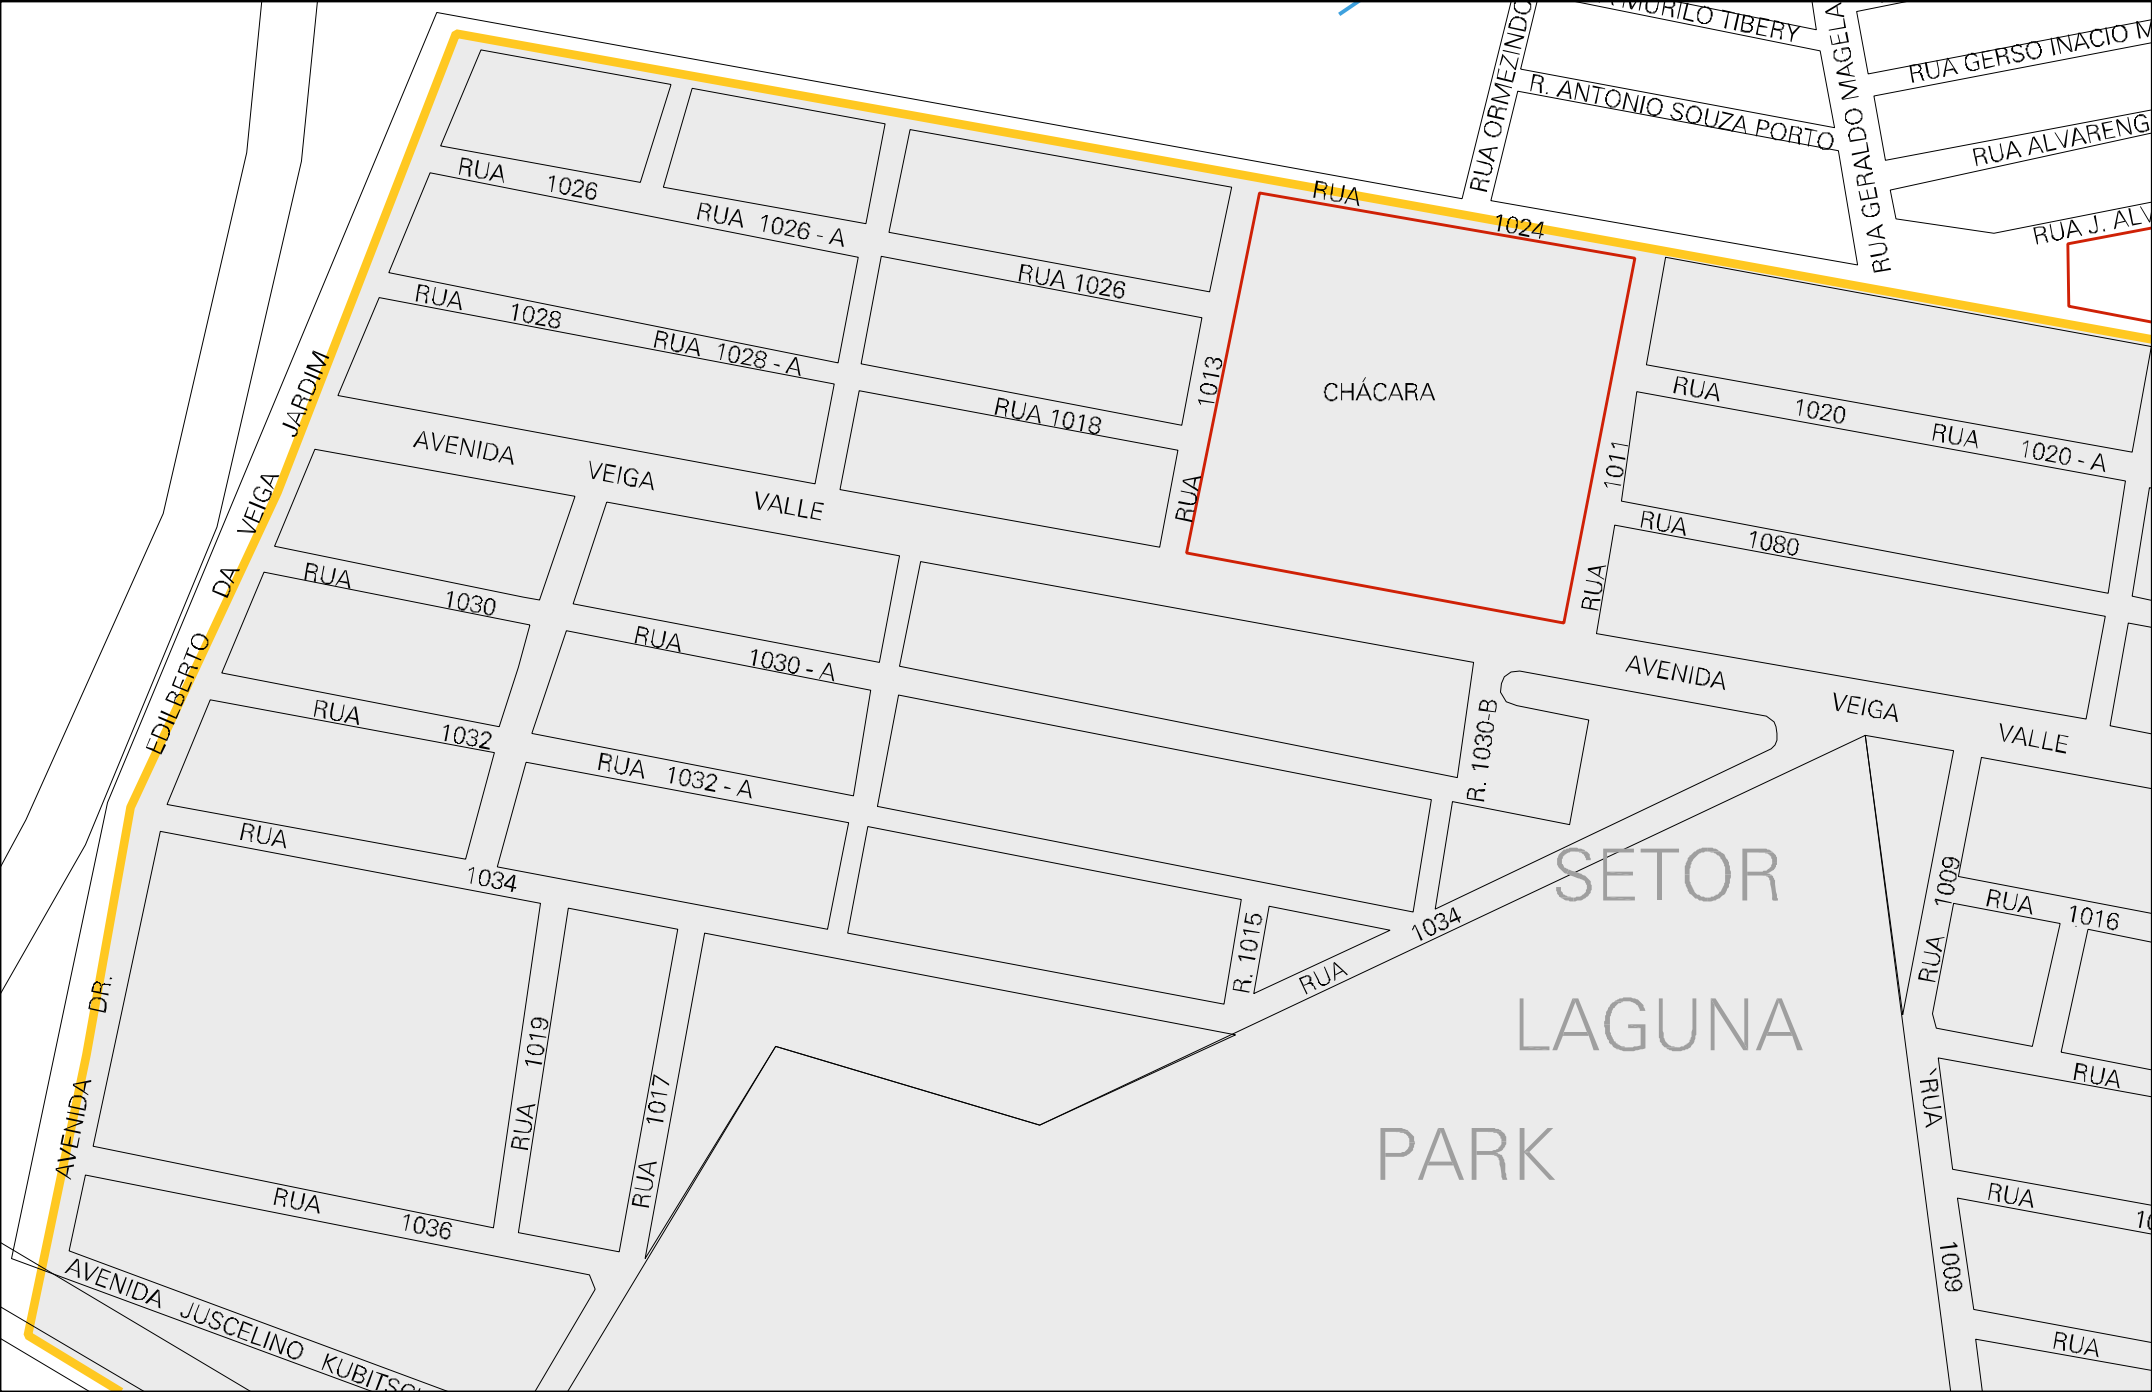 MURILO TIBERY
RUA ORMEZINDO
R. ANTONIO SOUZA PORTO
RUA GERALDO MAGELA
RUA GERSO INACIO
RUA
RUA J.
RUA 1024
RUA 1026
RUA 1026 - A
RUA 1026
RUA 1028
RUA 1028 - A
RUA 1018
RUA 1013
CHÁCARA
RUA 1011
RUA 1020
RUA 1020 - A
RUA 1080
AVENIDA VEIGA VALLE
AVENIDA DR. EDILBERTO DA VEIGA JARDIM
RUA 1030
RUA 1030 - A
R. 1030-B
AVENIDA VEIGA VALLE
RUA 1032
RUA 1032 - A
RUA 1034
RUA 1034
R. 1015
RUA 1019
RUA 1017
SETOR
LAGUNA
PARK
RUA 1009
RUA 1016
RUA
`RUA 1009
RUA
RUA
RUA 1036
AVENIDA JUSCELINO